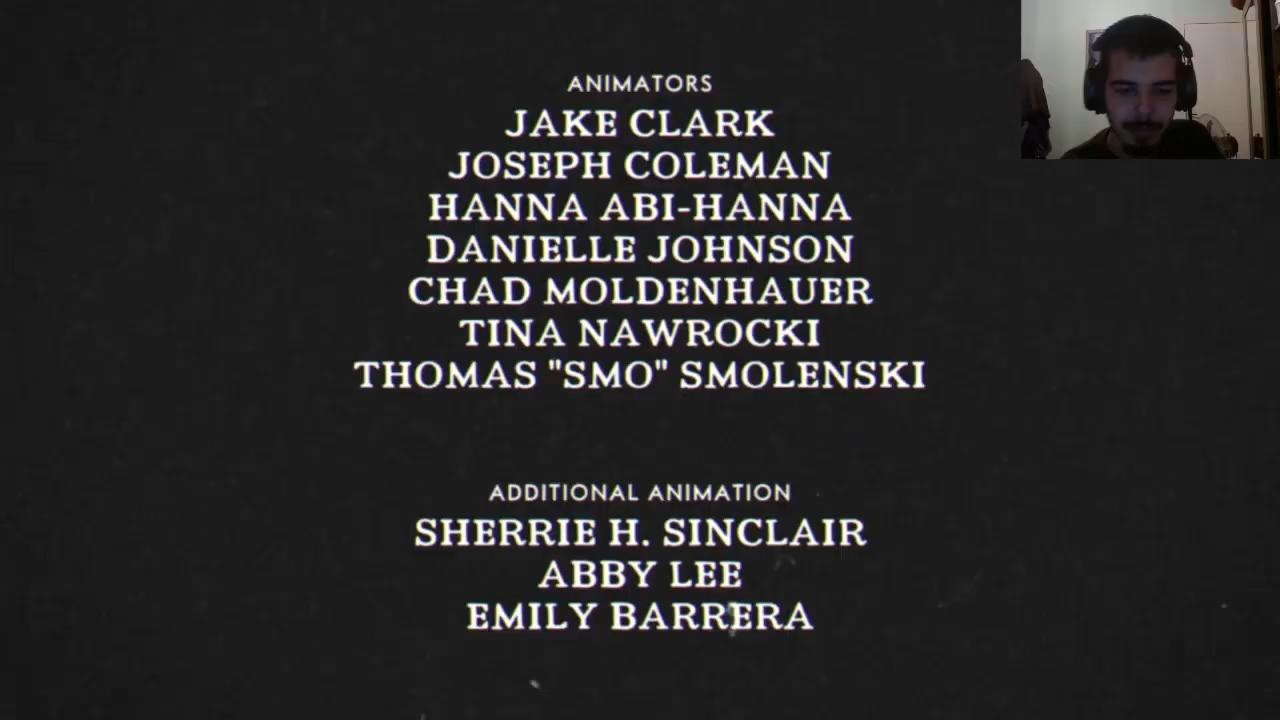 ANIMATORS
JAKE CLARK
JOSEPH COLEMAN
HANNA ABI-HANNA
DANIELLE JOHNSON
CHAD MOLDENHAUER
TINA NAWROCKI
THOMAS "SMO" SMOLENSKI
ADDITIONAL ANIMATION
SHERRIE H. SINCLAIR
ABBY LEE
EMILY BARRERA